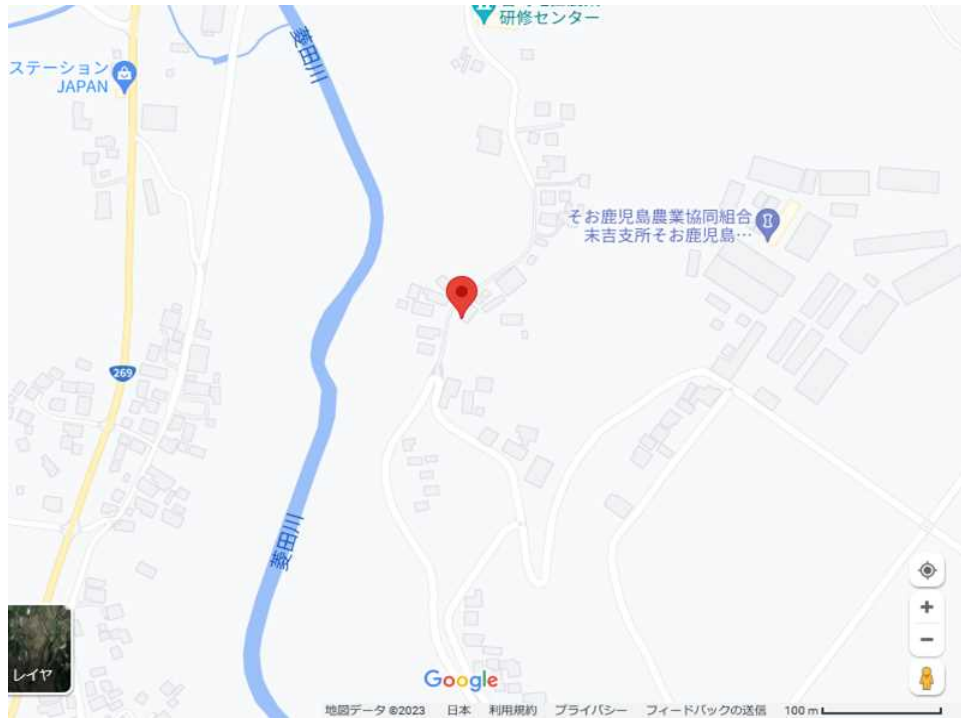 研修センター
菱田川
ステーション
JAPAN
そお鹿児島農業協同組合
末吉支所そお鹿児島…
269
菱田川
レイヤ
Google
地図データ ©2023 日本 利用規約 プライバシー フィードバックの送信 100 m